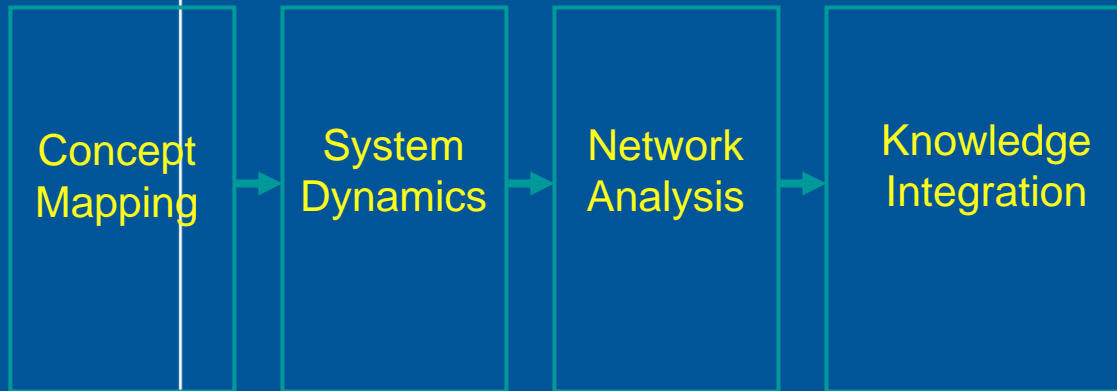 Concept
Mapping
System
Dynamics
Network
Analysis
Knowledge
Integration